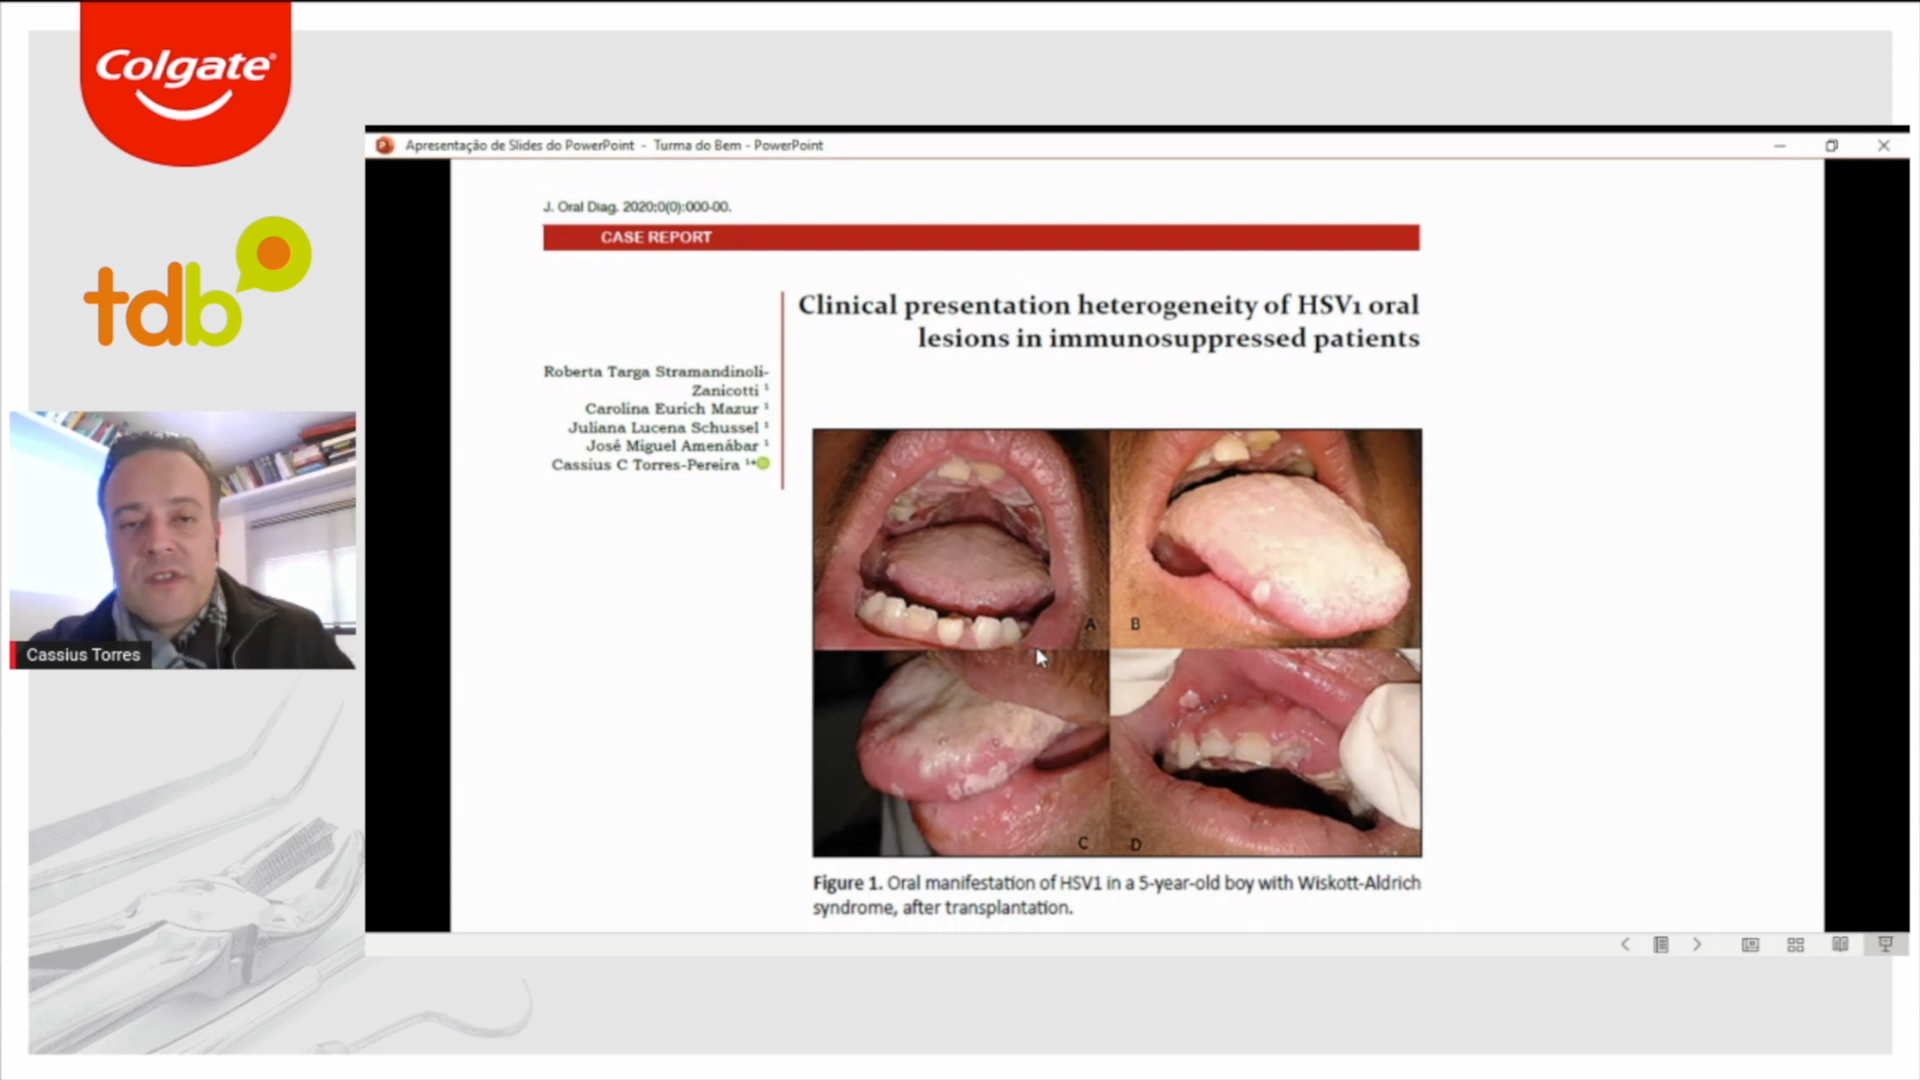 Colgate
tdb
Apresentação de Slides do PowerPoint - Turma do Bem - PowerPoint
J. Oral Diag. 2020;0(0):000-00.
CASE REPORT
Clinical presentation heterogeneity of HSV1 oral
lesions in immunosuppressed patients
Roberta Targa Stramandinoli-
Zanicotti ¹
Carolina Eurich Mazur ¹
Juliana Lucena Schussel ¹
José Miguel Amenábar ¹
Cassius C Torres-Pereira ¹*
A
B
C
D
Figure 1. Oral manifestation of HSV1 in a 5-year-old boy with Wiskott-Aldrich
syndrome, after transplantation.
Cassius Torres